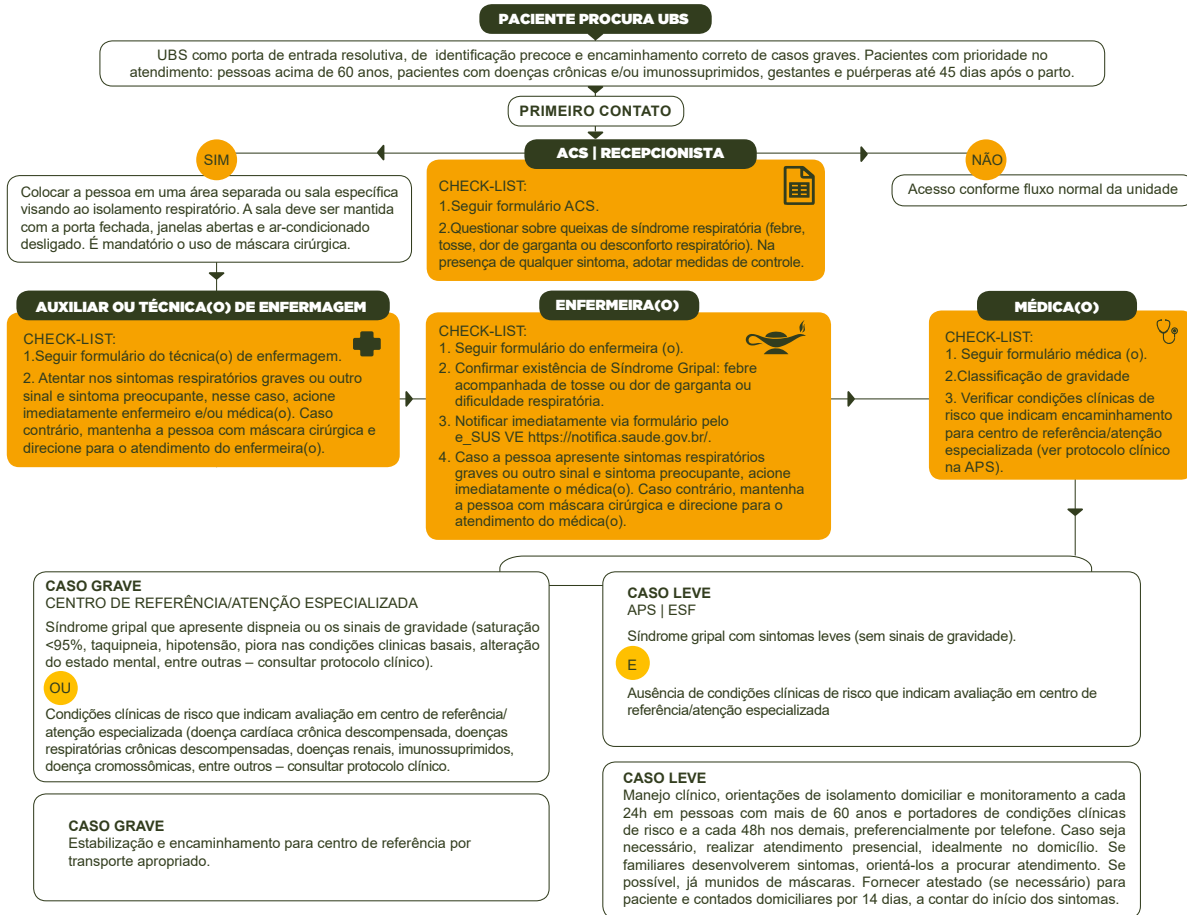 PACIENTE PROCURA UBS
UBS como porta de entrada resolutiva, de identificação precoce e encaminhamento correto de casos graves. Pacientes com prioridade no
atendimento: pessoas acima de 60 anos, pacientes com doenças crônicas e/ou imunossuprimidos, gestantes e puérperas até 45 dias após o parto.
PRIMEIRO CONTATO
SIM
ACS | RECEPCIONISTA
NÃO
Colocar a pessoa em uma área separada ou sala específica
visando ao isolamento respiratório. A sala deve ser mantida
com a porta fechada, janelas abertas e ar-condicionado
desligado. É mandatório o uso de máscara cirúrgica.
CHECK-LIST:
1.Seguir formulário ACS.
2.Questionar sobre queixas de síndrome respiratória (febre,
tosse, dor de garganta ou desconforto respiratório). Na
presença de qualquer sintoma, adotar medidas de controle.
Acesso conforme fluxo normal da unidade
AUXILIAR OU TÉCNICA(O) DE ENFERMAGEM
CHECK-LIST:
1.Seguir formulário do técnica(o) de enfermagem.
2. Atentar nos sintomas respiratórios graves ou outro
sinal e sintoma preocupante, nesse caso, acione
imediatamente enfermeiro e/ou médica(o). Caso
contrário, mantenha a pessoa com máscara cirúrgica e
direcione para o atendimento do enfermeira(o).
ENFERMEIRA(O)
CHECK-LIST:
1. Seguir formulário do enfermeira (o).
2. Confirmar existência de Síndrome Gripal: febre
acompanhada de tosse ou dor de garganta ou
dificuldade respiratória.
3. Notificar imediatamente via formulário pelo
e_SUS VE https://notifica.saude.gov.br/.
4. Caso a pessoa apresente sintomas respiratórios
graves ou outro sinal e sintoma preocupante, acione
imediatamente o médica(o). Caso contrário, mantenha
a pessoa com máscara cirúrgica e direcione para o
atendimento do médica(o).
MÉDICA(O)
CHECK-LIST:
1. Seguir formulário médica (o).
2.Classificação de gravidade
3. Verificar condições clínicas de
risco que indicam encaminhamento
para centro de referência/atenção
especializada (ver protocolo clínico
na APS).
CASO GRAVE
CENTRO DE REFERÊNCIA/ATENÇÃO ESPECIALIZADA
Síndrome gripal que apresente dispneia ou os sinais de gravidade (saturação
<95%, taquipneia, hipotensão, piora nas condições clinicas basais, alteração
do estado mental, entre outras – consultar protocolo clínico).
OU
Condições clínicas de risco que indicam avaliação em centro de referência/
atenção especializada (doença cardíaca crônica descompensada, doenças
respiratórias crônicas descompensadas, doenças renais, imunossuprimidos,
doença cromossômicas, entre outros – consultar protocolo clínico.
CASO LEVE
APS | ESF
Síndrome gripal com sintomas leves (sem sinais de gravidade).
E
Ausência de condições clínicas de risco que indicam avaliação em centro de
referência/atenção especializada
CASO GRAVE
Estabilização e encaminhamento para centro de referência por
transporte apropriado.
CASO LEVE
Manejo clínico, orientações de isolamento domiciliar e monitoramento a cada
24h em pessoas com mais de 60 anos e portadores de condições clínicas
de risco e a cada 48h nos demais, preferencialmente por telefone. Caso seja
necessário, realizar atendimento presencial, idealmente no domicílio. Se
familiares desenvolverem sintomas, orientá-los a procurar atendimento. Se
possível, já munidos de máscaras. Fornecer atestado (se necessário) para
paciente e contados domiciliares por 14 dias, a contar do início dos sintomas.